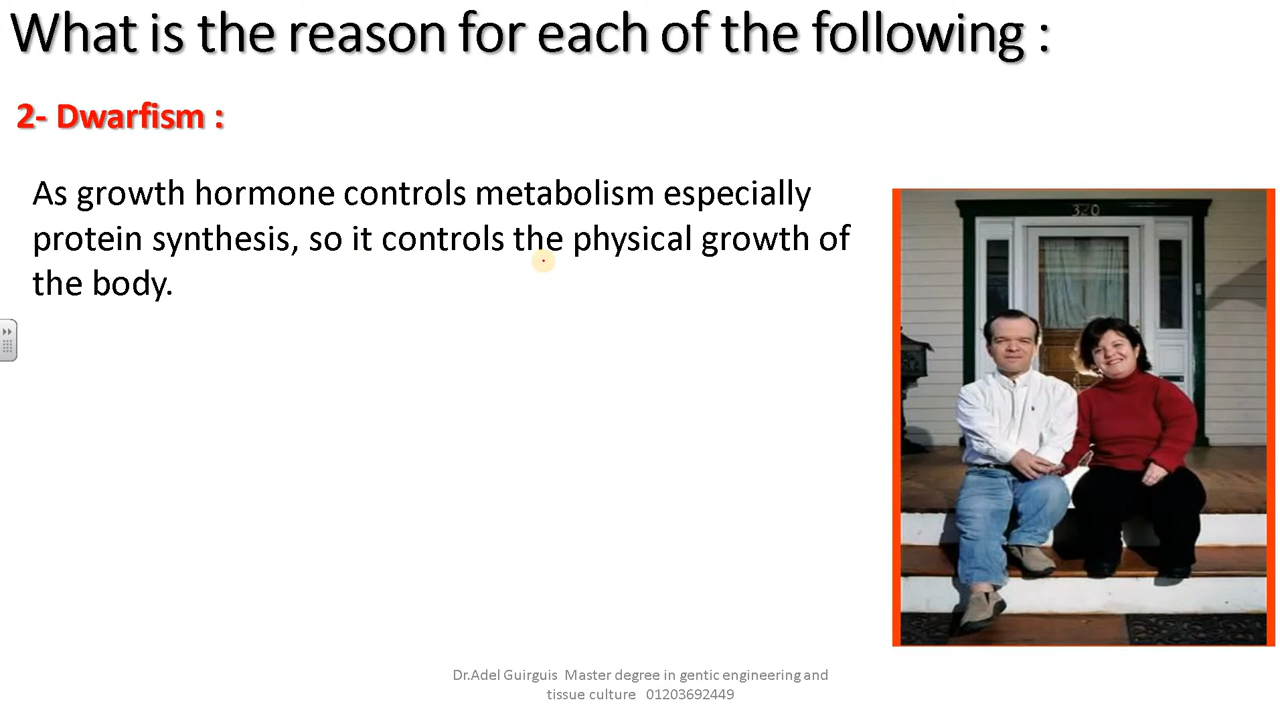 What is the reason for each of the following :
2- Dwarfism :
As growth hormone controls metabolism especially
protein synthesis, so it controls the physical growth of
the body.
320
Dr.Adel Guirguis Master degree in gentic engineering and
tissue culture 01203692449